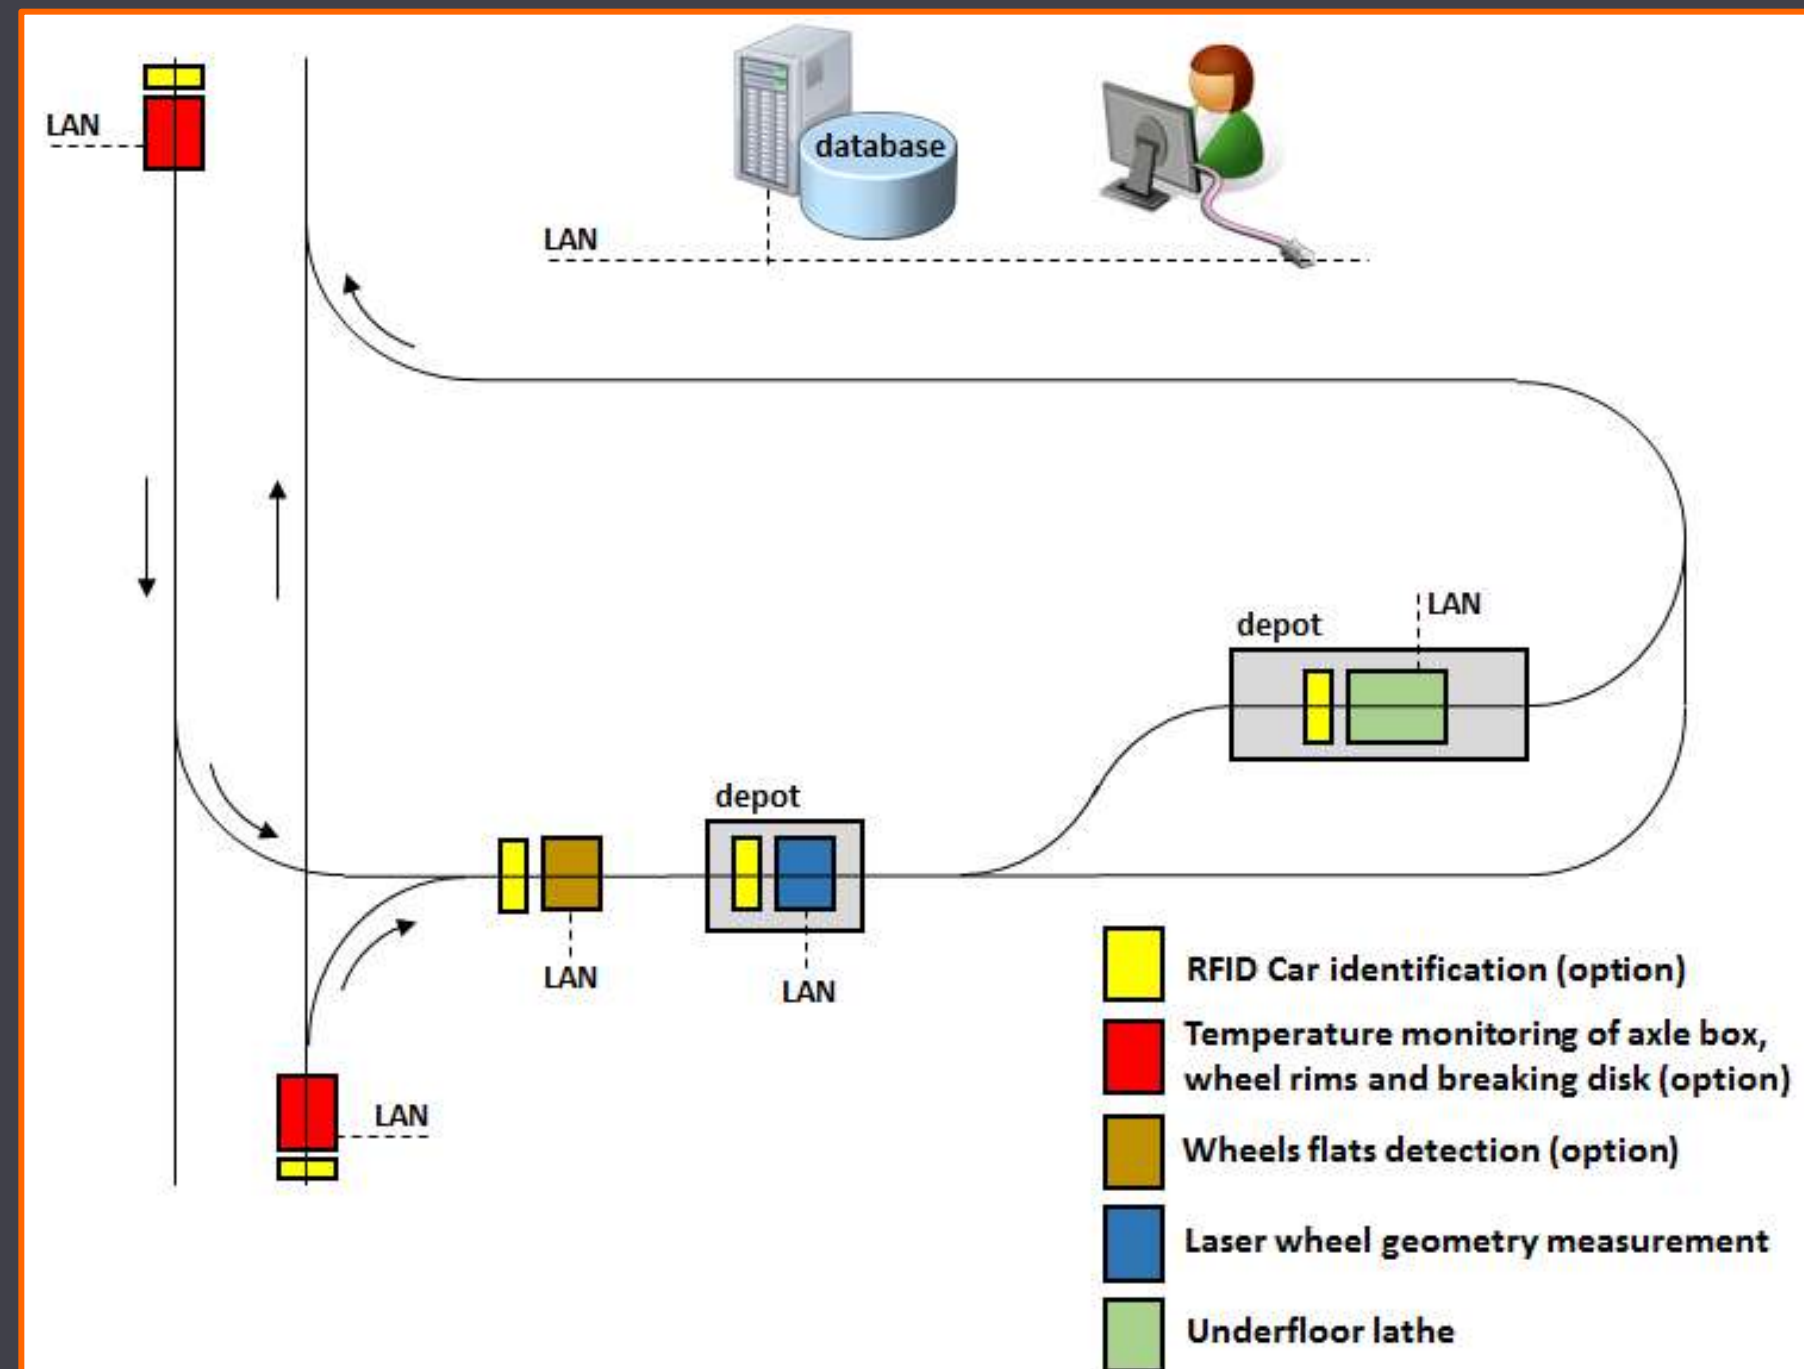 LAN
database
LAN
LAN
depot
depot
LAN
LAN
LAN
RFID Car identification (option)
Temperature monitoring of axle box,
wheel rims and breaking disk (option)
Wheels flats detection (option)
Laser wheel geometry measurement
Underfloor lathe